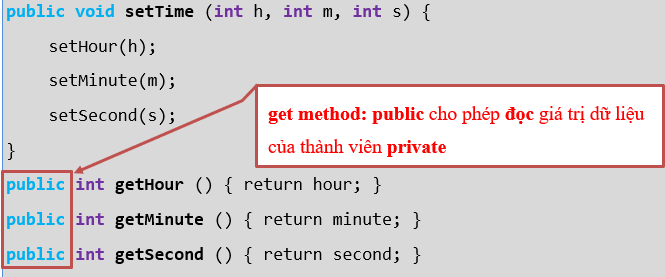 public void setTime (int h, int m, int s) {
setHour(h);
setMinute(m);
setSecond(s);
}
get method: public cho phép đọc giá trị dữ liệu
của thành viên private
public int getHour () { return hour; }
public int getMinute () { return minute; }
public int getSecond () { return second; }